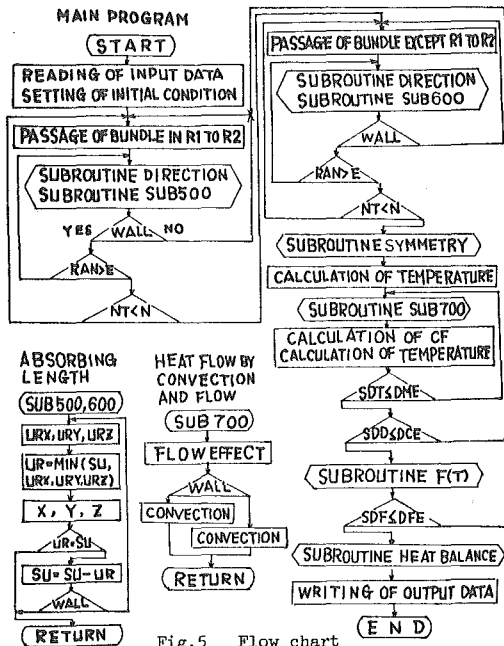 MAIN PROGRAM
START
READING OF INPUT DATA
SETTING OF INITIAL CONDITION
PASSAGE OF BUNDLE IN R1 TO R2
SUBROUTINE DIRECTION
SUBROUTINE SUB500
YES WALL NO
RAN>E
NT<N
PASSAGE OF BUNDLE EXCEPT R1 TO R2
SUBROUTINE DIRECTION
SUBROUTINE SUB600
WALL
RAN>E
NT<N
SUBROUTINE SYMMETRY
CALCULATION OF TEMPERATURE
SUBROUTINE SUB700
CALCULATION OF CF
CALCULATION OF TEMPERATURE
SDT≤DME
SDD≤DCE
SUBROUTINE F(T)
SDF≤DFE
SUBROUTINE HEAT BALANCE
WRITING OF OUTPUT DATA
END
ABSORBING
LENGTH
SUB500,600
URX, URY, URZ
UR=MIN(SU,
URX,URY,URZ)
X, Y, Z
UR=SU
SU=SU-UR
WALL
RETURN
HEAT FLOW BY
CONVECTION
AND FLOW
SUB700
FLOW EFFECT
WALL
CONVECTION
CONVECTION
RETURN
Fig.5 Flow chart